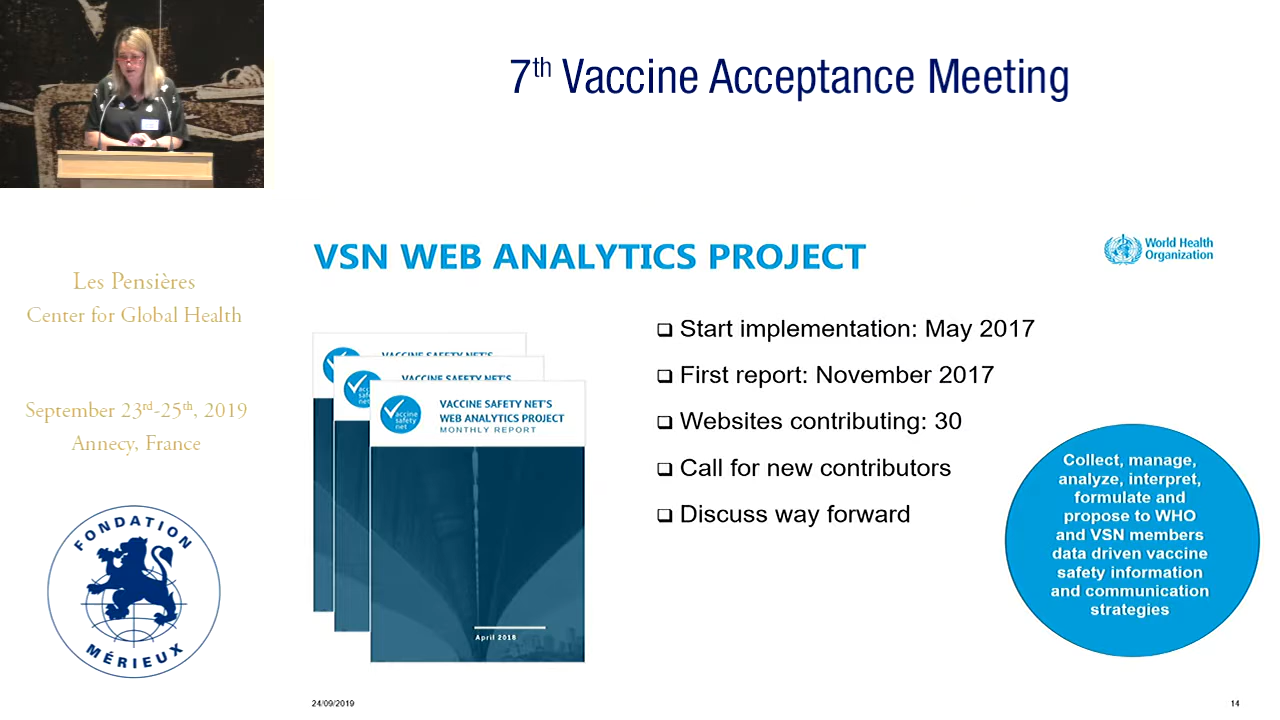 7th Vaccine Acceptance Meeting
Les Pensières
Center for Global Health
September 23rd-25th, 2019
Annecy, France
FONDATION
MÉRIEUX
VSN WEB ANALYTICS PROJECT
World Health
Organization
VACCINE SAFETY NET'S
VACCINE SAFETY NET'S
vaccine
safety
net
VACCINE SAFETY NET'S
WEB ANALYTICS PROJECT
MONTHLY REPORT
April 2018
❑ Start implementation: May 2017
❑ First report: November 2017
❑ Websites contributing: 30
❑ Call for new contributors
❑ Discuss way forward
Collect, manage,
analyze, interpret,
formulate and
propose to WHO
and VSN members
data driven vaccine
safety information
and communication
strategies
24/09/2019
14